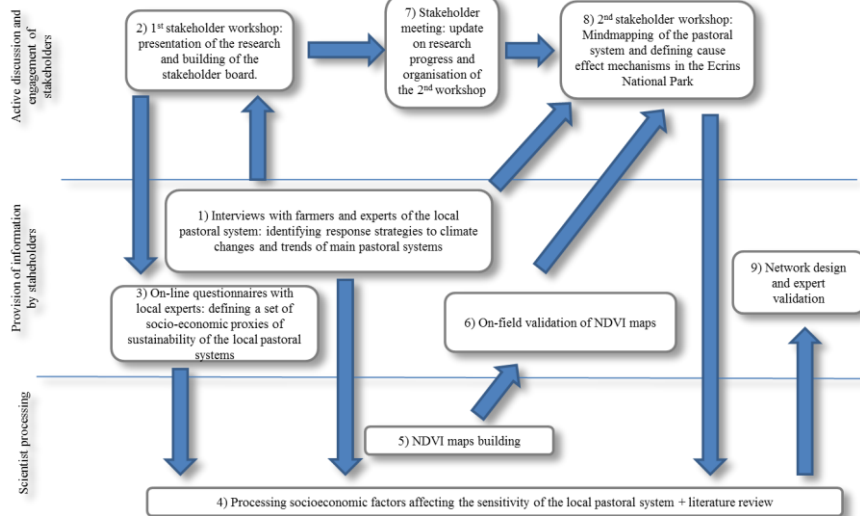 Active discussion and
engagement of
stakeholders
2) 1st stakeholder workshop:
presentation of the research
and building of the
stakeholder board.
7) Stakeholder
meeting: update
on research
progress and
organisation of
the 2nd workshop
8) 2nd stakeholder workshop:
Mindmapping of the pastoral
system and defining cause
effect mechanisms in the Ecrins
National Park
Provision of information
by staheholders
1) Interviews with farmers and experts of the local
pastoral system: identifying response strategies to climate
changes and trends of main pastoral systems
3) On-line questionnaires with
local experts: defining a set of
socio-economic proxies of
sustainability of the local pastoral
systems
6) On-field validation of NDVI maps
9) Network design
and expert
validation
Scientist processing
5) NDVI maps building
4) Processing socioeconomic factors affecting the sensitivity of the local pastoral system + literature review